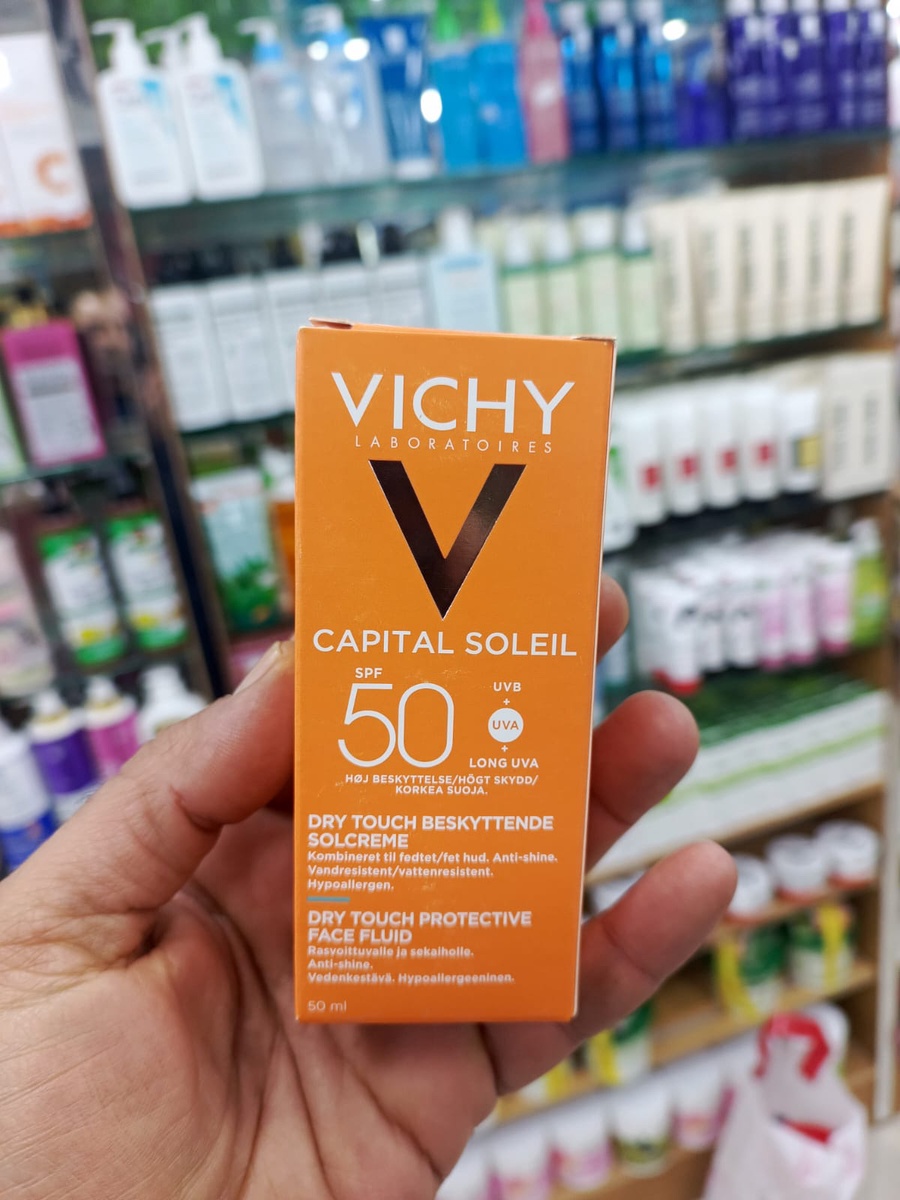 VICHY
LABORATOIRES
V
CAPITAL SOLEIL
SPF
50
UVB
+
UVA
+
LONG UVA
HØJ BESKYTTELSE/HÖGT SKYDD/
KORKEA SUOJA.
DRY TOUCH BESKYTTENDE
SOLCREME
Kombineret til fedtet/fet hud. Anti-shine.
Vandresistent/vattenresistent.
Hypoallergen.
DRY TOUCH PROTECTIVE
FACE FLUID
Rasvoittuvalle ja sekaiholle.
Anti-shine.
Vedenkestävä. Hypoallergeeninen.
50 ml